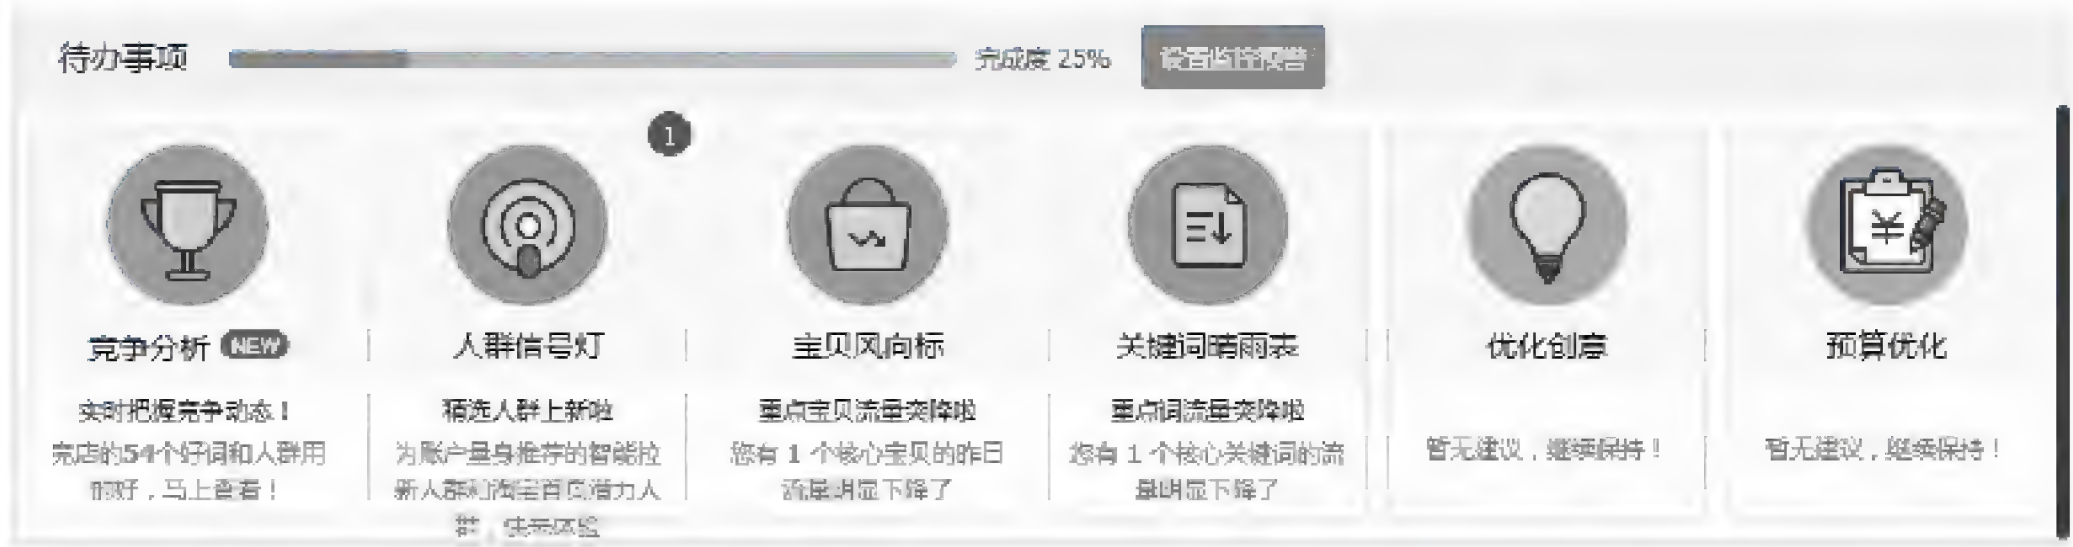 待办事项
完成度 25%
设置监控预警
1
竞争分析 NEW
人群信号灯
宝贝风向标
关键词晴雨表
优化创意
预算优化
实时把握竞争动态！
竞店的54个好词和人群用
的好，马上查看！
精选人群上新啦
为账户量身推荐的智能拉
新人群和淘宝首页潜力人
群，快来体验
重点宝贝流量突降啦
您有 1 个核心宝贝的昨日
流量明显下降了
重点词流量突降啦
您有 1 个核心关键词的流
量明显下降了
暂无建议，继续保持！
暂无建议，继续保持！